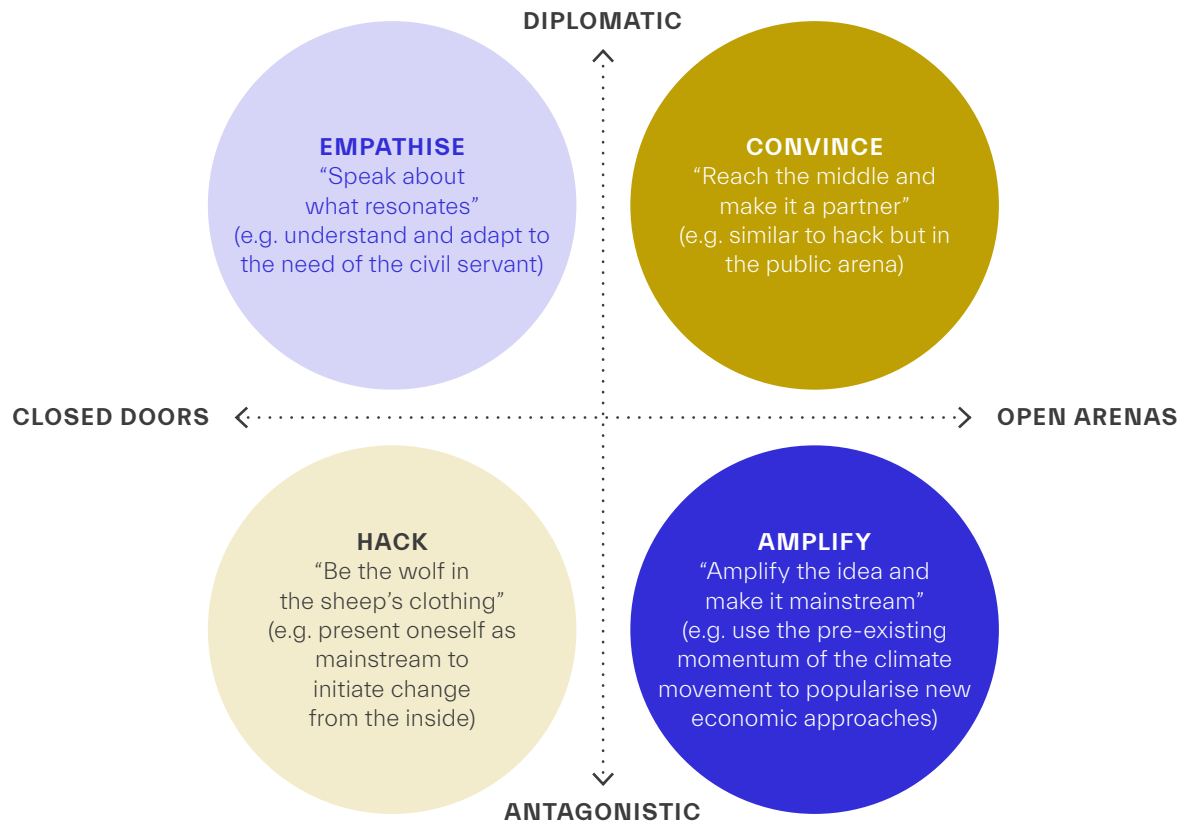 DIPLOMATIC
EMPATHISE
“Speak about
what resonates”
(e.g. understand and adapt to
the need of the civil servant)
CONVINCE
“Reach the middle and
make it a partner”
(e.g. similar to hack but in
the public arena)
CLOSED DOORS
OPEN ARENAS
HACK
“Be the wolf in
the sheep’s clothing”
(e.g. present oneself as
mainstream to
initiate change
from the inside)
AMPLIFY
“Amplify the idea and
make it mainstream”
(e.g. use the pre-existing
momentum of the climate
movement to popularise new
economic approaches)
ANTAGONISTIC